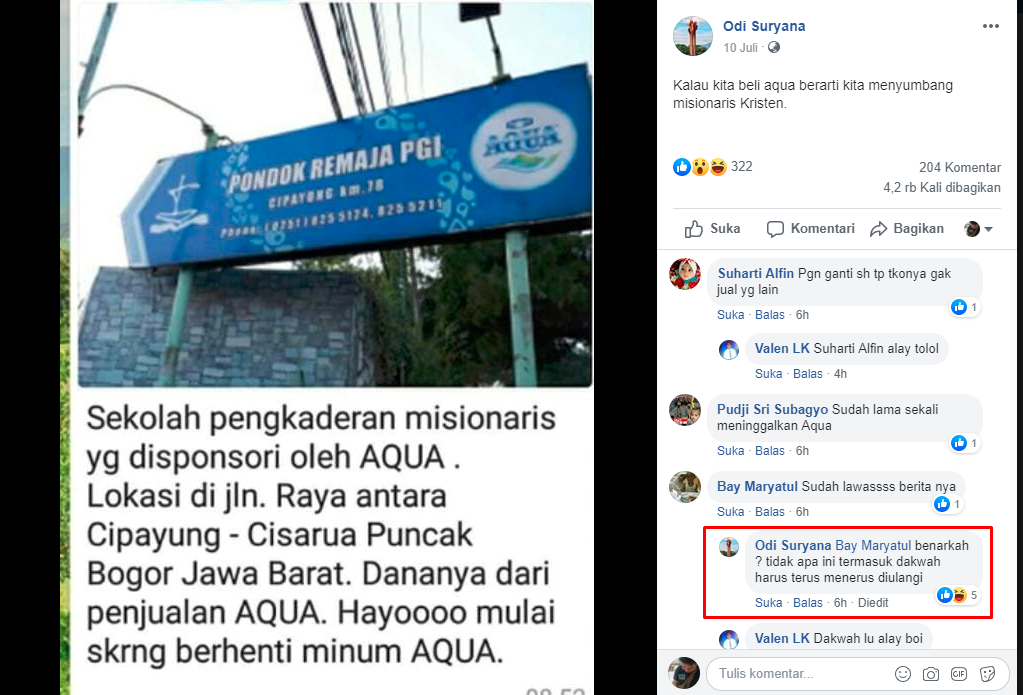 PONDOK REMAJA PGI
CIPAYUNG km.78
Phone: (0251) 825 5124, 825 5211
AQUA
Sekolah pengkaderan misionaris
yg disponsori oleh AQUA .
Lokasi di jln. Raya antara
Cipayung - Cisarua Puncak
Bogor Jawa Barat. Dananya dari
penjualan AQUA. Hayoooo mulai
skrng berhenti minum AQUA.
Odi Suryana
10 Juli ·
Kalau kita beli aqua berarti kita menyumbang
misionaris Kristen.
322
204 Komentar
4,2 rb Kali dibagikan
Suka Komentari Bagikan
Suharti Alfin Pgn ganti sh tp tkonya gak
jual yg lain
1
Suka · Balas · 6h
Valen LK Suharti Alfin alay tolol
Suka · Balas · 4h
Pudji Sri Subagyo Sudah lama sekali
meninggalkan Aqua
1
Suka · Balas · 6h
Bay Maryatul Sudah lawassss berita nya
1
Suka · Balas · 6h
Odi Suryana Bay Maryatul benarkah
? tidak apa ini termasuk dakwah
harus terus menerus diulangi
5
Suka · Balas · 6h · Diedit
Valen LK Dakwah lu alay boi
Tulis komentar...
GIF